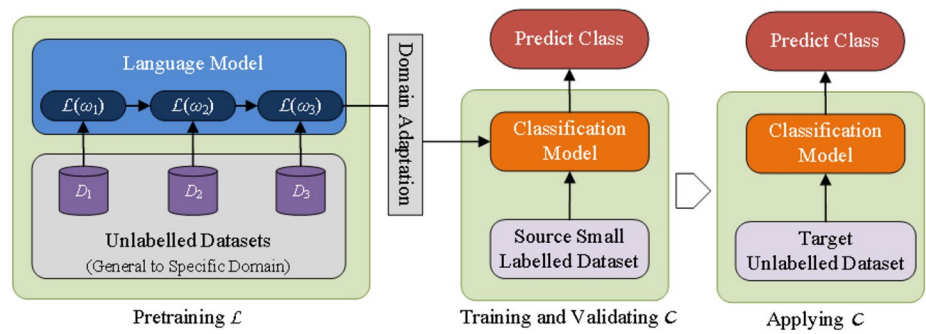 Language Model
ℒ(ω₁)
ℒ(ω₂)
ℒ(ω₃)
D₁
D₂
D₃
Unlabelled Datasets
(General to Specific Domain)
Pretraining ℒ
Domain Adaptation
Predict Class
Classification
Model
Source Small
Labelled Dataset
Training and Validating C
Predict Class
Classification
Model
Target
Unlabelled Dataset
Applying C